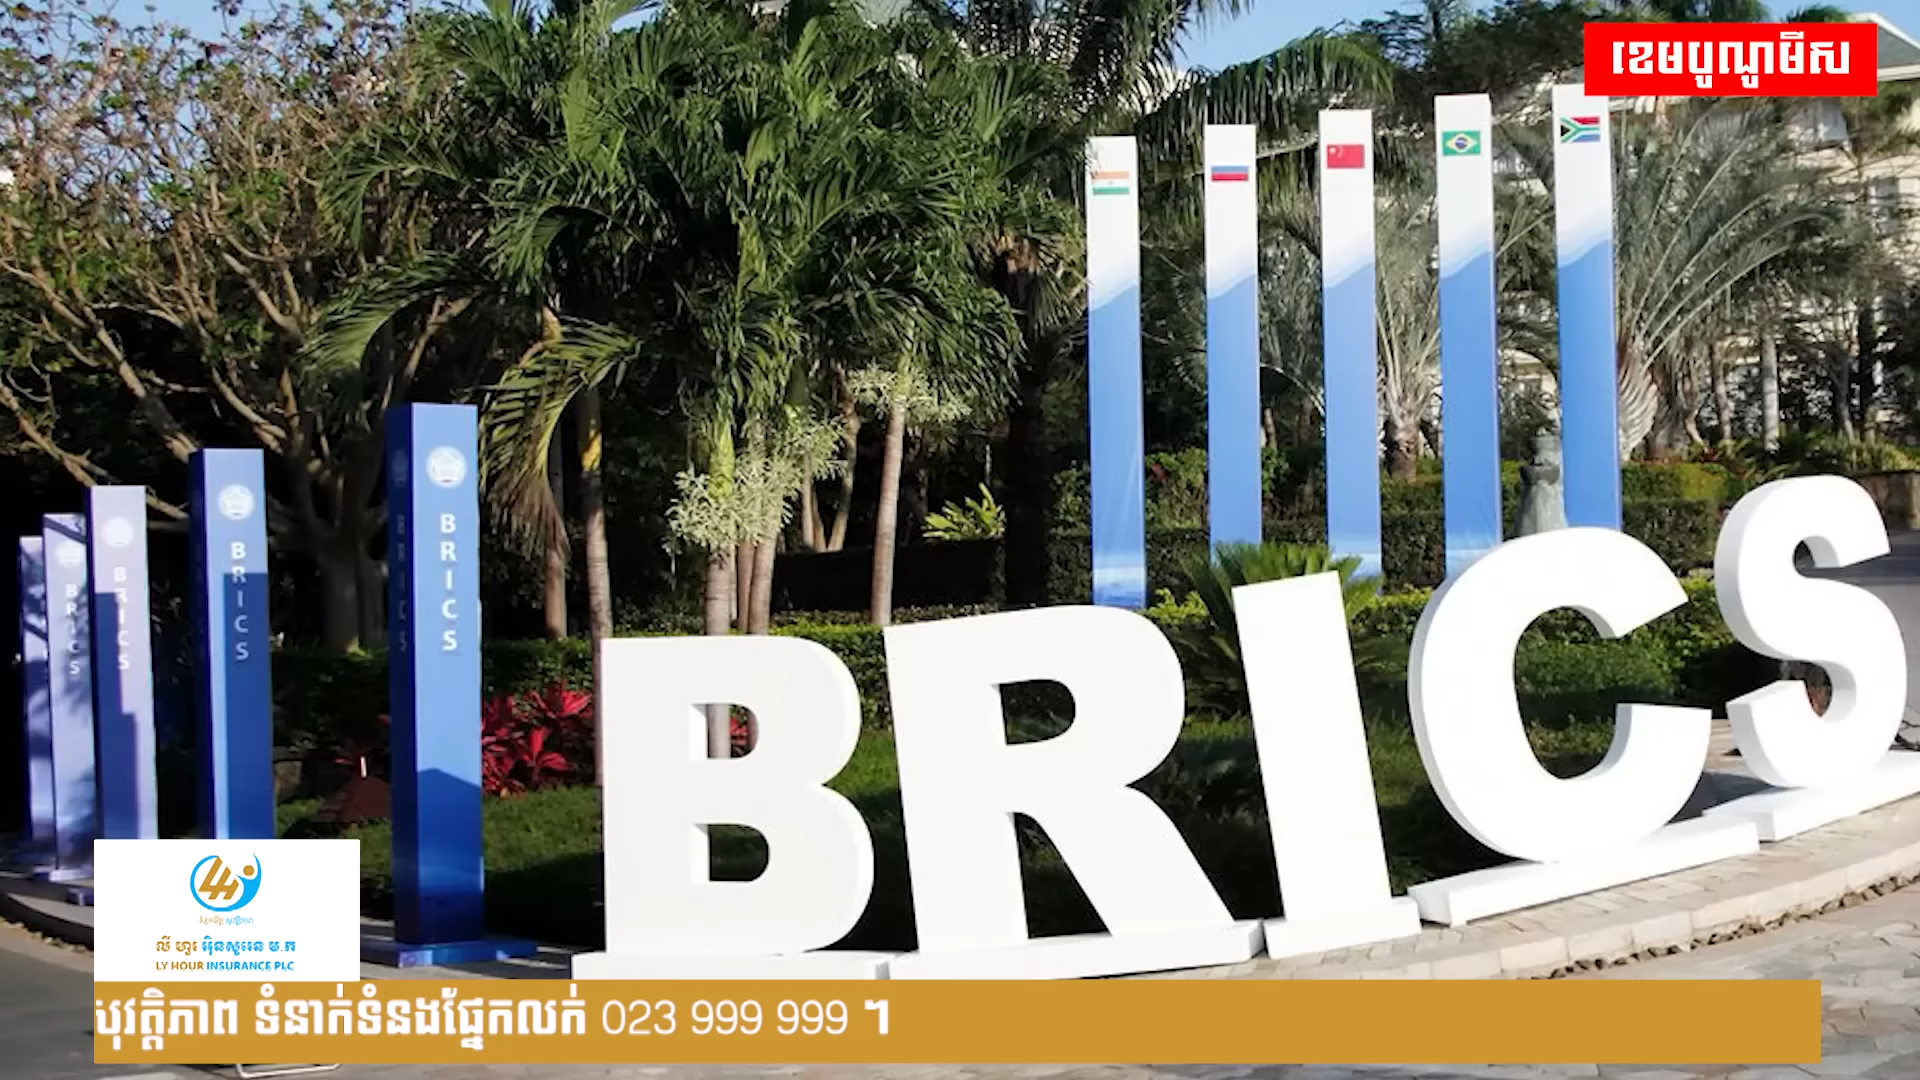 ខេមបូណូមីស
BRICS
BRICS
BRICS
BRICS
BRICS
លី ហួរ អ៊ិនសួរេន ម.ក
LY HOUR INSURANCE PLC
បុវត្តិភាព ទំនាក់ទំនងផ្នែកលក់ 023 999 999 ។